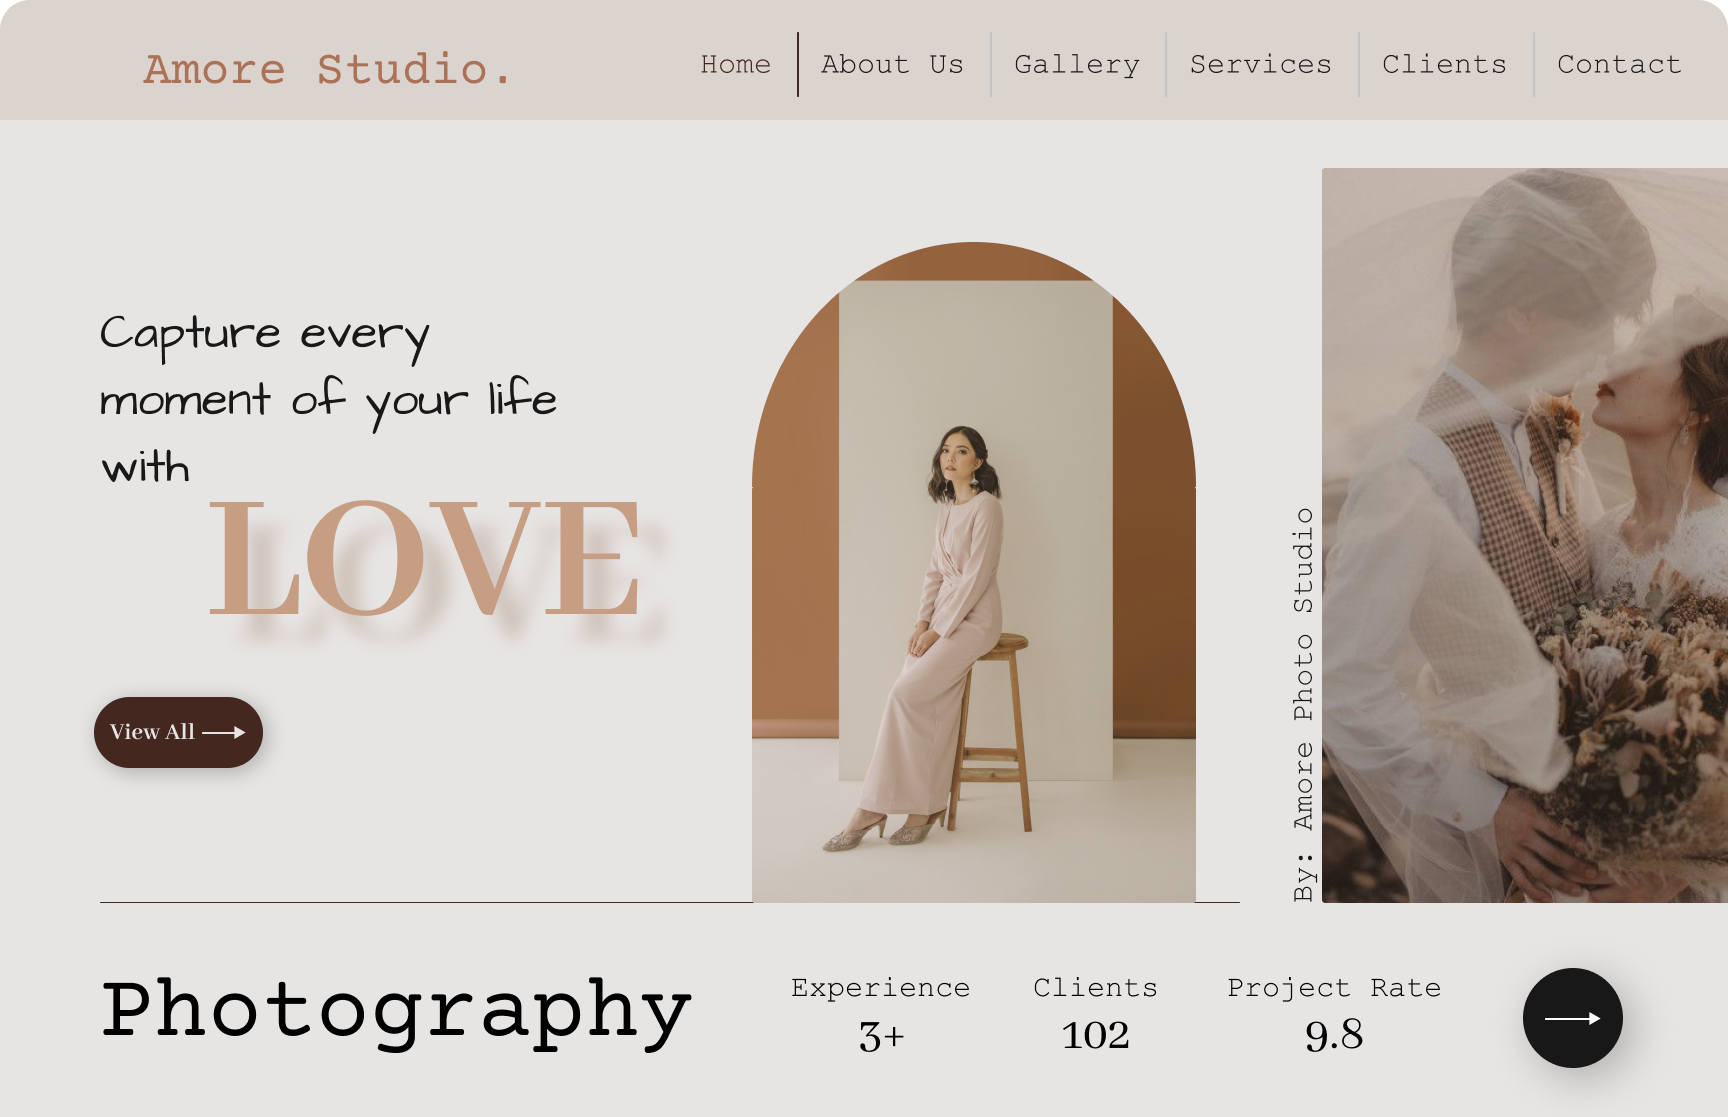 Amore Studio.
Home
About Us
Gallery
Services
Clients
Contact
Capture every
moment of your life
with
LOVE
View All
By: Amore Photo Studio
Photography
Experience
3+
Clients
102
Project Rate
9.8